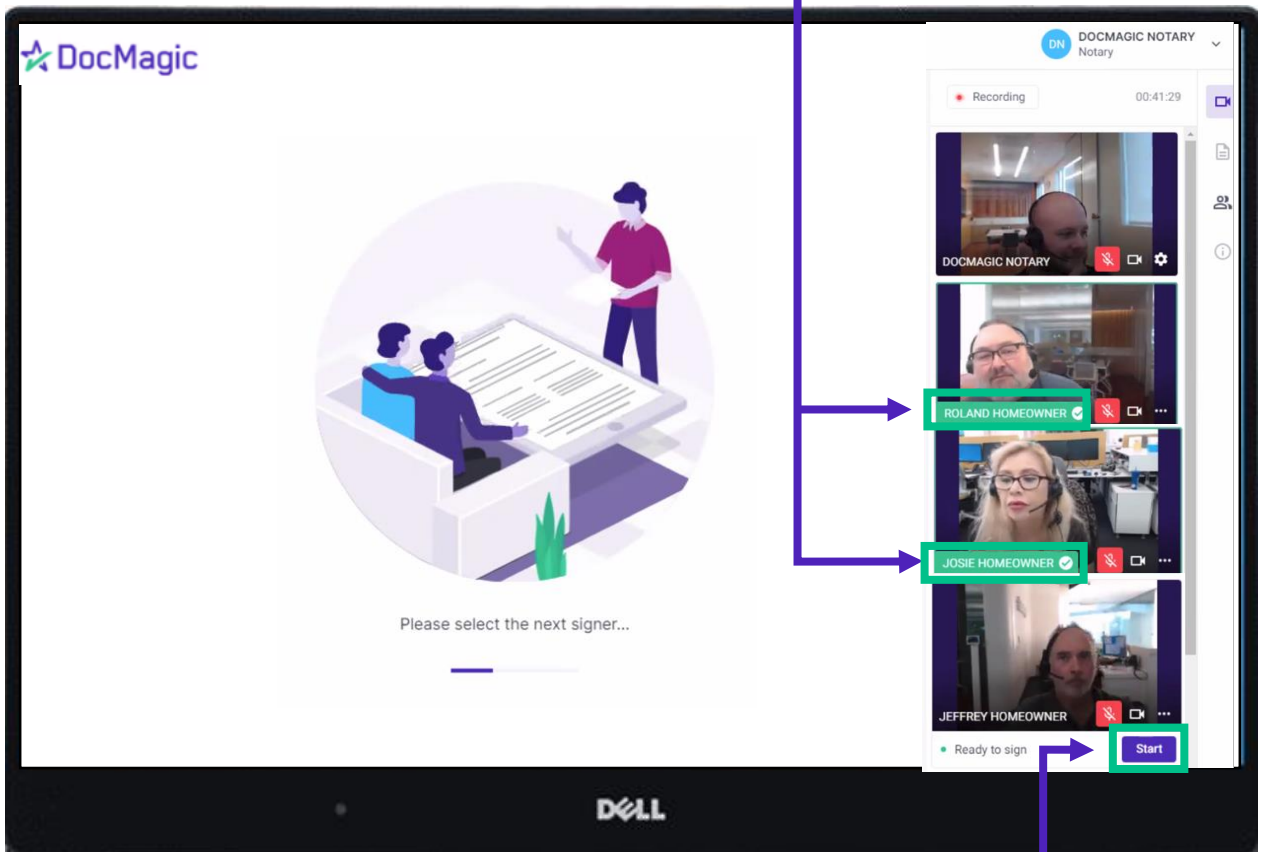 DocMagic
DN
DOCMAGIC NOTARY
Notary
Recording
00:41:29
DOCMAGIC NOTARY
ROLAND HOMEOWNER
JOSIE HOMEOWNER
JEFFREY HOMEOWNER
Please select the next signer...
Ready to sign
Start
DELL